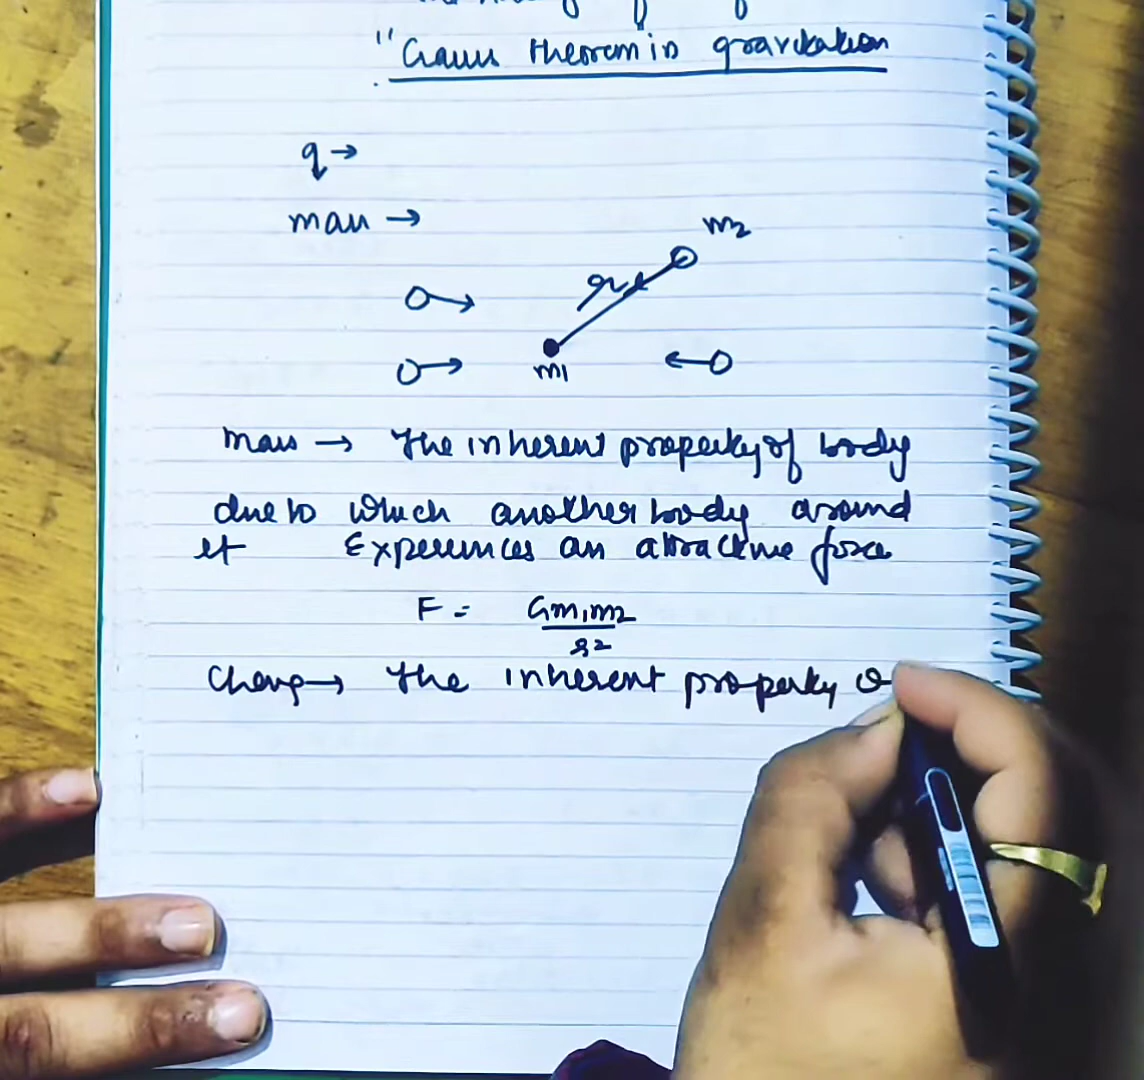 "Gauss theorem in gravitation
q →
mass →
m2
r
m1
mass → The inherent property of body
due to which another body around
it Experiences an attractive force
F = Gm1m2
r2
Charge → The inherent property o